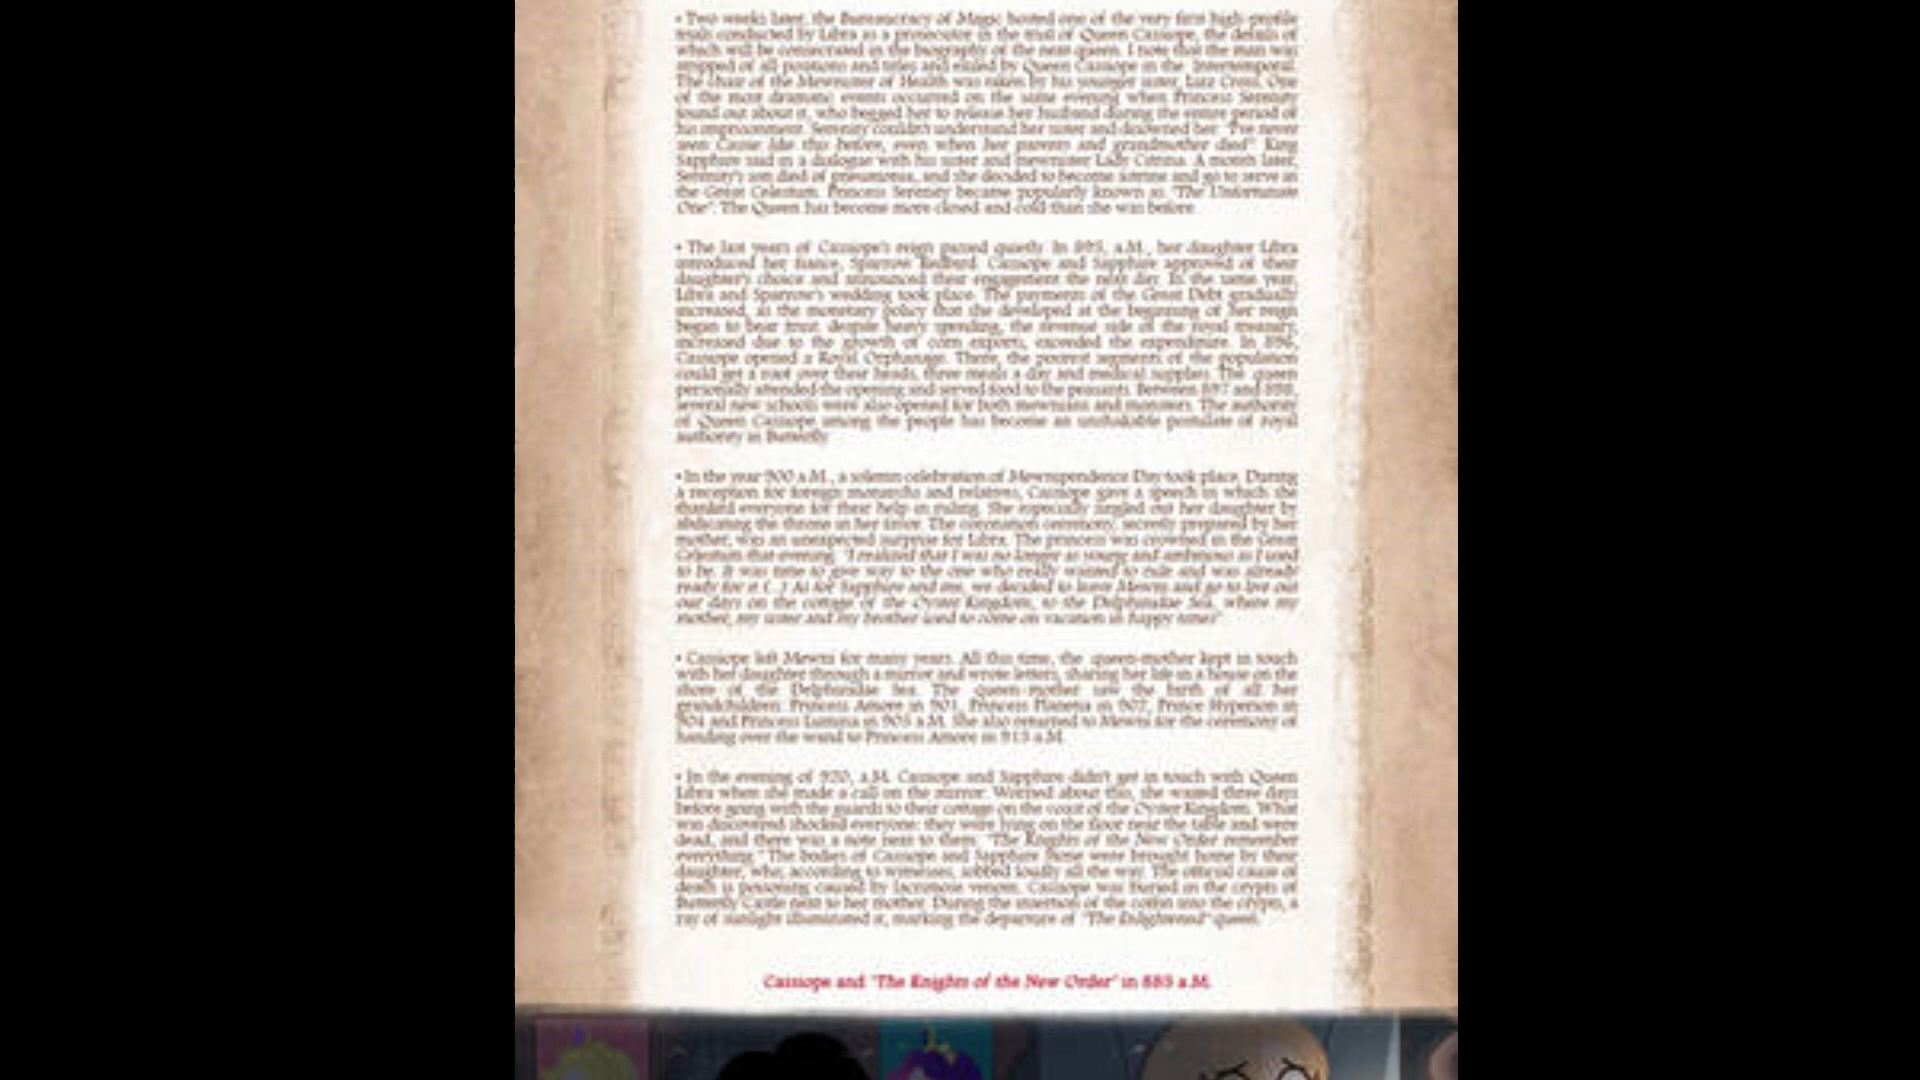 • Two weeks later, the Bureaucracy of Magic hosted one of the very first high-profile
trials conducted by Libra as a prosecutor in the trial of Queen Cassiope, the details of
which will be consecrated in the biography of the next queen. I note that the man was
stripped of all positions and titles and exiled by Queen Cassiope in the Intertemporal.
The chair of the Mewnister of Health was taken by his younger sister, One
of the most dramatic events occurred on the same evening when Princess Serenity
found out about it, who begged her to release her husband during the entire period of
his imprisonment. Serenity couldn't understand her sister and disowned her. "I've never
seen Cassie like this before, even when her parents and grandmother died". King
Sapphire said in a dialogue with his sister and mewnister Lady A month later,
Serenity's son died of pneumonia, and she decided to become and go to serve in
the Great Celestum. Princess Serenity became popularly known as "The Unfortunate
One". The Queen has become more closed and cold than she was before.
• The last years of Cassiope's reign passed quietly. In 895, a.M., her daughter Libra
introduced her fiance, Sparrow Redbird. Cassiope and Sapphire approved of their
daughter's choice and announced their engagement the next day. In the same year,
Libra and Sparrow's wedding took place. The payments of the Great Debt gradually
increased, as the monetary policy that she developed at the beginning of her reign
began to bear fruit: despite heavy spending, the revenue side of the royal treasury,
increased due to the growth of corn exports, exceeded the expenditure. In 896,
Cassiope opened a Royal Orphanage. There, the poorest segments of the population
could get a roof over their heads, three meals a day and medical supplies. The queen
personally attended the opening and served food to the peasants. Between 897 and 898,
several new schools were also opened for both mewmans and monsters. The authority
of Queen Cassiope among the people has become an unshakable postulate of royal
authority in Butterfly.
• In the year 900 a.M., a solemn celebration of Mewnependence Day took place. During
a reception for foreign monarchs and relatives, Cassiope gave a speech in which she
thanked everyone for their help in ruling. She especially singled out her daughter by
abdicating the throne in her favor. The coronation ceremony, secretly prepared by her
mother, was an unexpected surprise for Libra. The princess was crowned in the Great
Celestum that evening. "I realized that I was no longer as young and ambitious as I used
to be. It was time to give way to the one who really wanted to rule and was already
ready for it (...) As for Sapphire and me, we decided to leave Mewni and go to live out
our days on the cottage of the Oyster Kingdom, to the Delphinidae Sea, where my
mother, my sister and my brother used to come on vacation in happy times".
• Cassiope left Mewni for many years. All this time, the queen-mother kept in touch
with her daughter through a mirror and wrote letters, sharing her life in a house on the
shore of the Delphinidae Sea. The queen-mother saw the birth of all her
grandchildren: Princess Amore in 901, Princess Planena in 902, Prince Hyperion in
904 and Princess Lumina in 905 a.M. She also returned to Mewni for the ceremony of
handing over the wand to Princess Amore in 915 a.M.
• In the evening of 920, a.M. Cassiope and Sapphire didn't get in touch with Queen
Libra when she made a call on the mirror. Worried about this, she waited three days
before going with the guards to their cottage on the coast of the Oyster Kingdom. What
was discovered shocked everyone: they were lying on the floor near the table and were
dead, and there was a note next to them: "The Knights of the New Order remember
everything." The bodies of Cassiope and Sapphire those were brought home by their
daughter, who, according to witnesses, sobbed loudly all the way. The official cause of
death is poisoning caused by lacrimosis venom. Cassiope was buried in the crypts of
Butterfly Castle next to her mother. During the insertion of the coffin into the crypts, a
ray of sunlight illuminated it, marking the departure of "The Enlightened" queen.
Cassiope and "The Knights of the New Order" in 885 a.M.